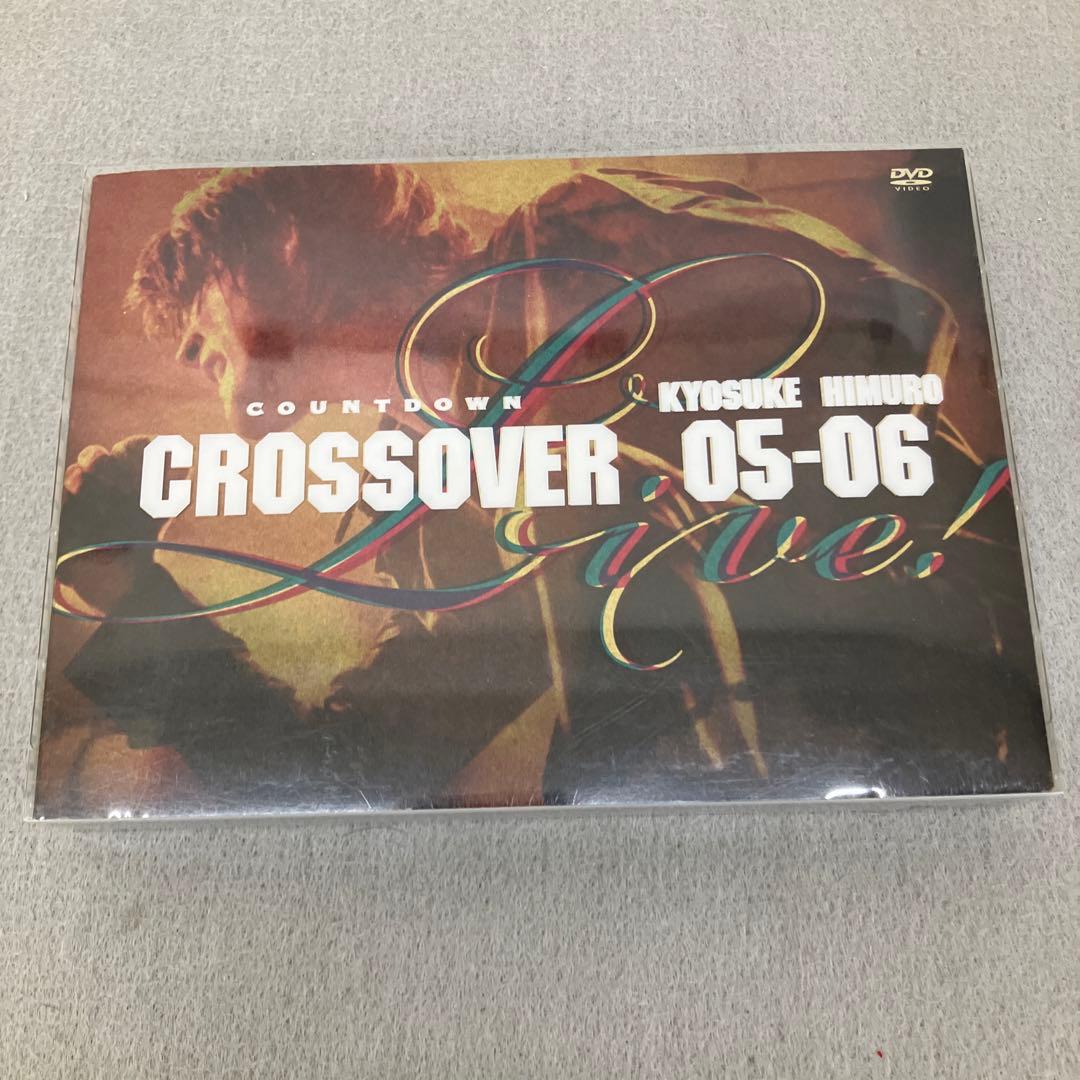 DVD
VIDEO
COUNTDOWN
KYOSUKE HIMURO
CROSSOVER 05-06
Live!